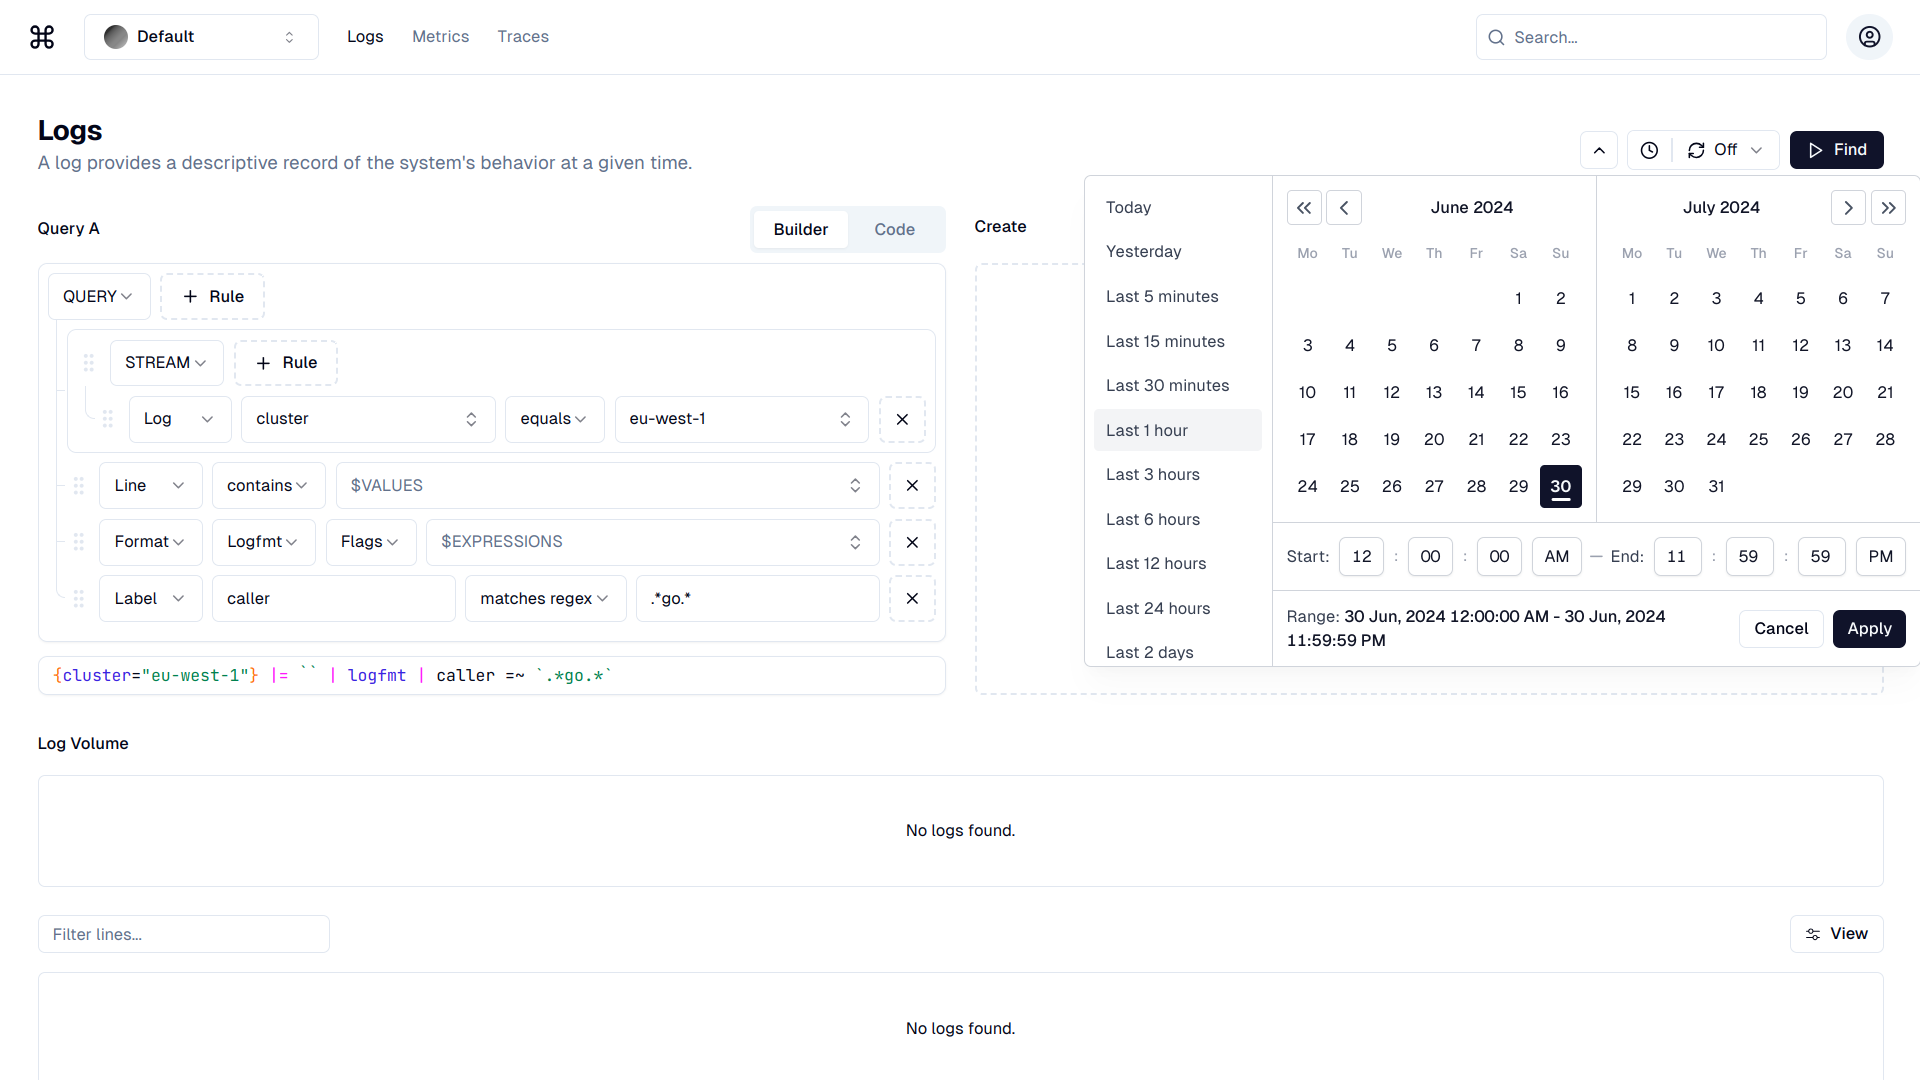 Default
Logs
Metrics
Traces
Search...
Logs
A log provides a descriptive record of the system's behavior at a given time.
Off
Find
Query A
Builder
Code
Create
QUERY
Rule
STREAM
Rule
Log
cluster
equals
eu-west-1
Line
contains
$VALUES
Format
Logfmt
Flags
$EXPRESSIONS
Label
caller
matches regex
.*go.*
{cluster="eu-west-1"} |= `` | logfmt | caller =~ `.*go.*`
Today
Yesterday
Last 5 minutes
Last 15 minutes
Last 30 minutes
Last 1 hour
Last 3 hours
Last 6 hours
Last 12 hours
Last 24 hours
Last 2 days
June 2024
Mo Tu We Th Fr Sa Su
1 2
3 4 5 6 7 8 9
10 11 12 13 14 15 16
17 18 19 20 21 22 23
24 25 26 27 28 29 30
July 2024
Mo Tu We Th Fr Sa Su
1 2 3 4 5 6 7
8 9 10 11 12 13 14
15 16 17 18 19 20 21
22 23 24 25 26 27 28
29 30 31
Start: 12 : 00 : 00 AM — End: 11 : 59 : 59 PM
Range: 30 Jun, 2024 12:00:00 AM - 30 Jun, 2024
11:59:59 PM
Cancel
Apply
Log Volume
No logs found.
Filter lines...
View
No logs found.